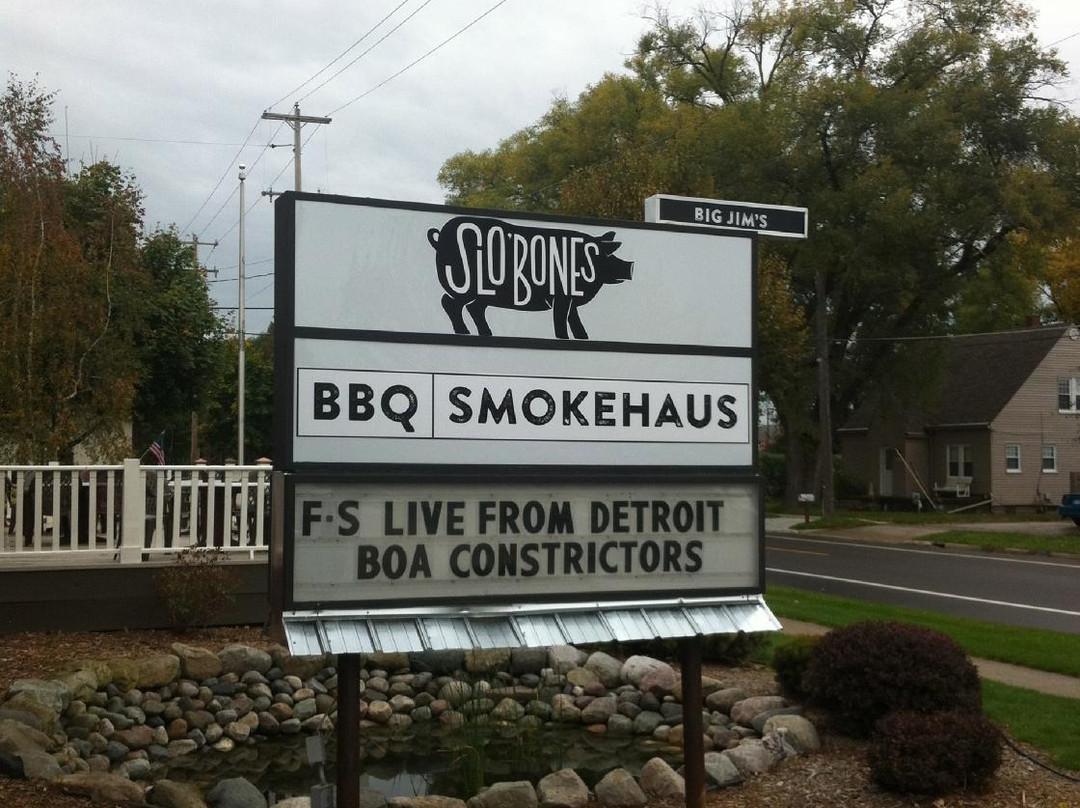 BIG JIM'S
SLO'BONES
BBQ SMOKEHAUS
F·S LIVE FROM DETROIT
BOA CONSTRICTORS